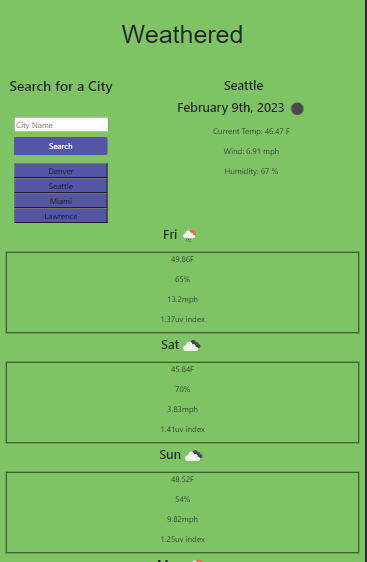 Weathered
Search for a City
City Name
Search
Denver
Seattle
Miami
Lawrence
Seattle
February 9th, 2023
Current Temp: 46.47 F
Wind: 6.91 mph
Humidity: 67 %
Fri
49.86F
65%
13.2mph
1.37uv index
Sat
45.84F
70%
3.83mph
1.41uv index
Sun
48.52F
54%
9.82mph
1.25uv index